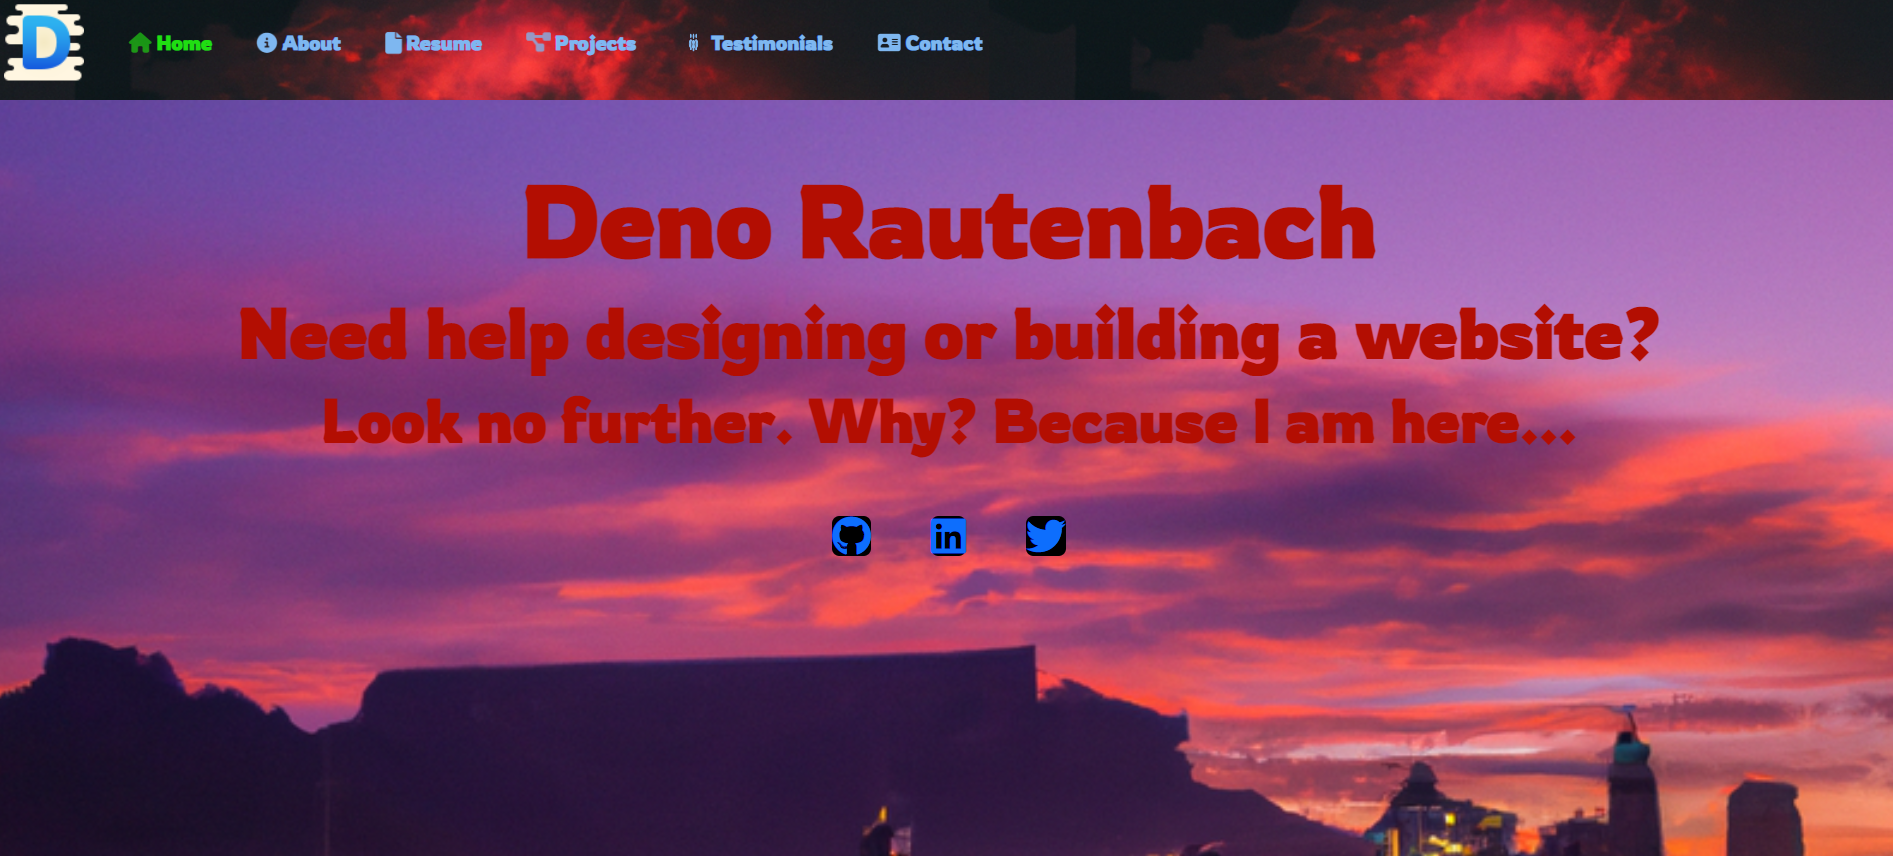 D
Home About Resume Projects Testimonials Contact
Deno Rautenbach
Need help designing or building a website?
Look no further. Why? Because I am here...
in